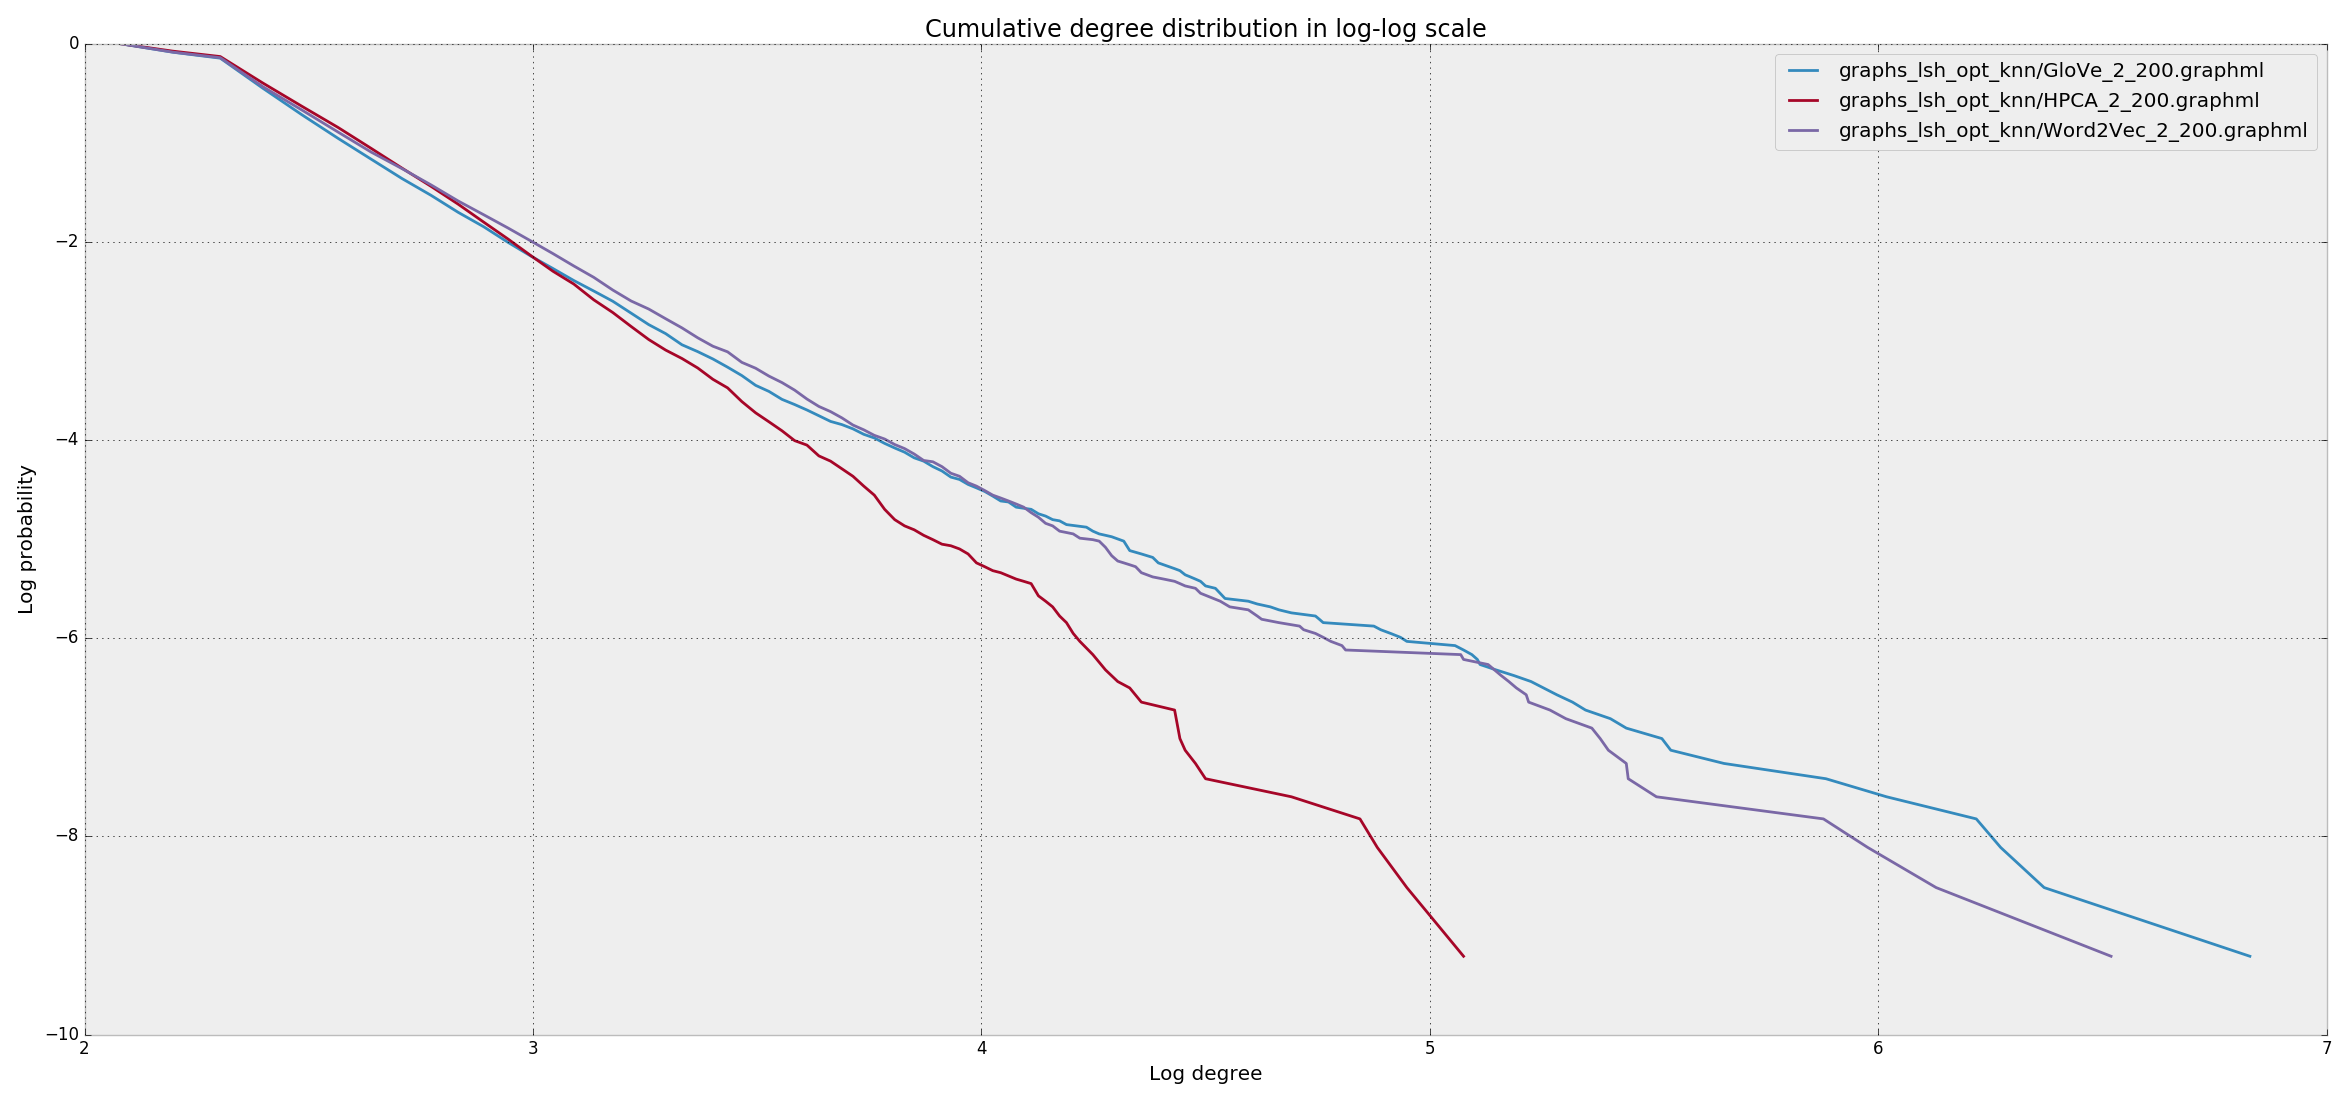 Cumulative degree distribution in log-log scale
graphs_lsh_opt_knn/GloVe_2_200.graphml
graphs_lsh_opt_knn/HPCA_2_200.graphml
graphs_lsh_opt_knn/Word2Vec_2_200.graphml
Log probability
0
−2
−4
−6
−8
−10
2 3 4 5 6 7
Log degree